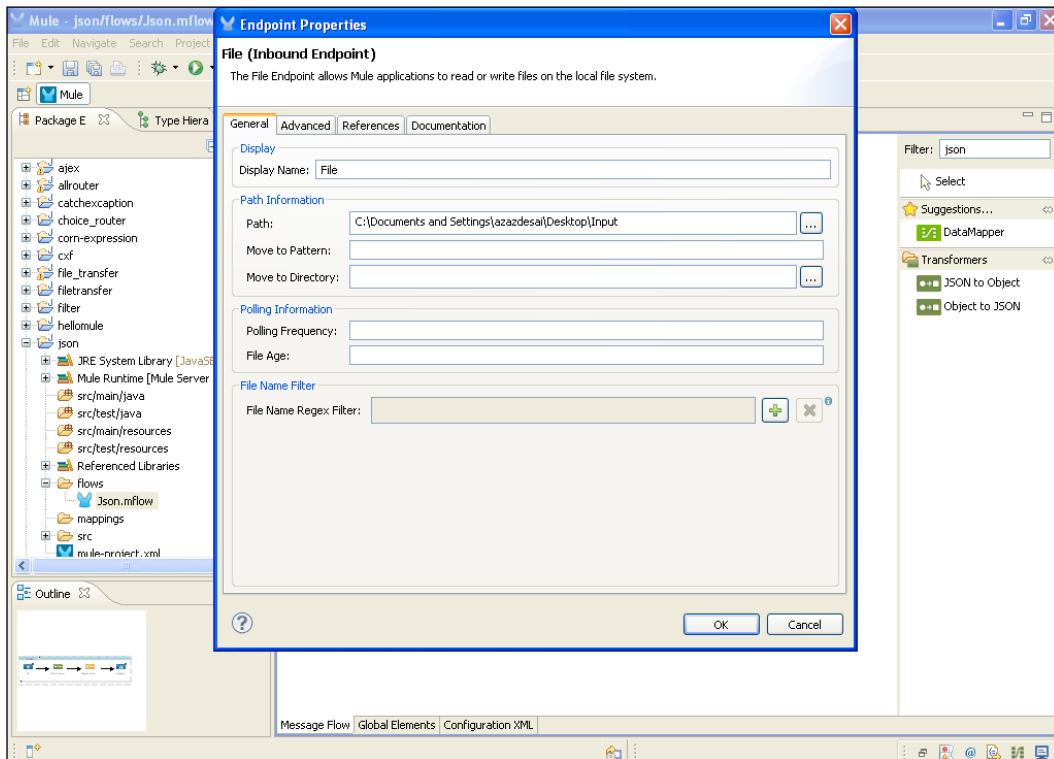 Mule - json/flows/Json.mflow
Endpoint Properties
File Edit Navigate Search Project
Mule
File (Inbound Endpoint)
The File Endpoint allows Mule applications to read or write files on the local file system.
Package E
Type Hiera
General Advanced References Documentation
Display
Display Name: File
Path Information
Path: C:\Documents and Settings\azazdesai\Desktop\Input ...
Move to Pattern:
Move to Directory: ...
Polling Information
Polling Frequency:
File Age:
File Name Filter
File Name Regex Filter:
OK Cancel
ajex
allrouter
catchexcaption
choice_router
corn-expression
cxf
file_transfer
filetransfer
filter
hellomule
json
JRE System Library [JavaSE
Mule Runtime [Mule Server
src/main/java
src/test/java
src/main/resources
src/test/resources
Referenced Libraries
flows
Json.mflow
mappings
src
mule-project.xml
Outline
Filter: json
Select
Suggestions...
DataMapper
Transformers
JSON to Object
Object to JSON
Message Flow Global Elements Configuration XML